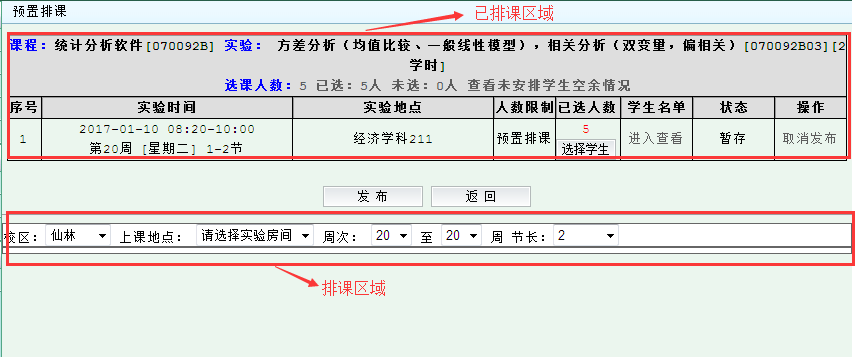 预置排课
已排课区域
课程：统计分析软件[070092B] 实验： 方差分析（均值比较、一般线性模型），相关分析（双变量，偏相关）[070092B03][2
学时]
选课人数：5 已选：5人 未选：0人 查看未安排学生空余情况
序号 实验时间 实验地点 人数限制 已选人数 学生名单 状态 操作
1 2017-01-10 08:20-10:00 第20周 [星期二] 1-2节 经济学科211 预置排课 5 选择学生 进入查看 暂存 取消发布
发 布 返 回
校区： 仙林 上课地点： 请选择实验房间 周次： 20 至 20 周 节长： 2
排课区域